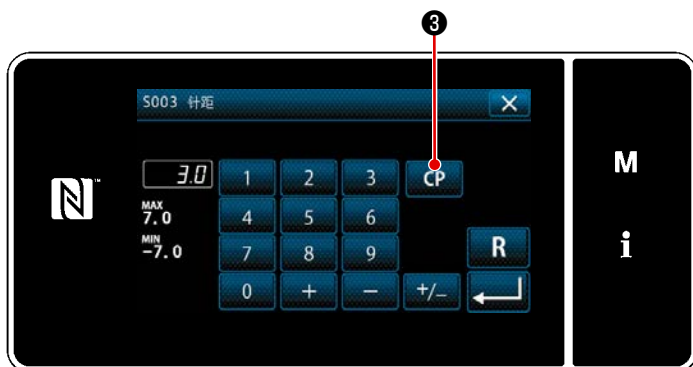 ❸
S003 针距
3.0 1 2 3 CP
MAX
7.0 4 5 6
MIN
-7.0 7 8 9 R
0 + − +/−
M
i
N™